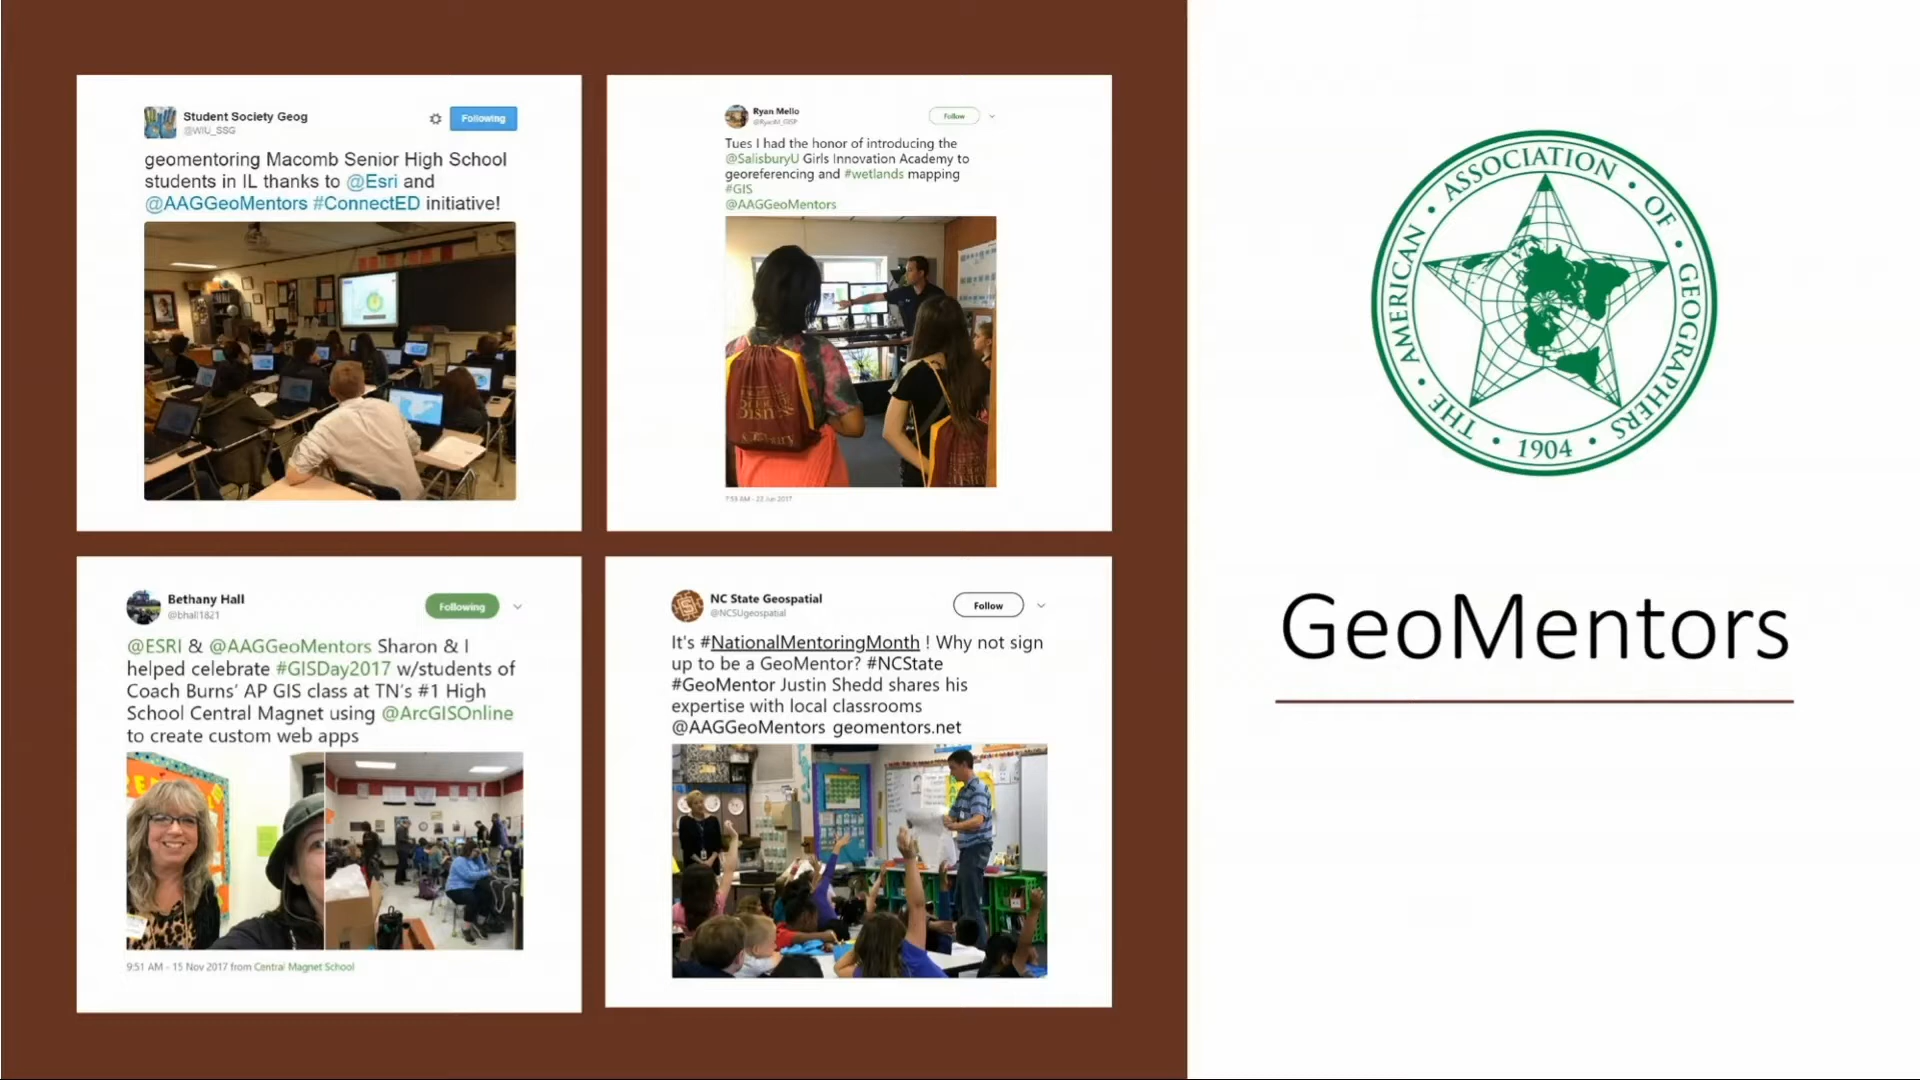 Student Society Geog
@WIU_SSG
Following
geomentoring Macomb Senior High School
students in IL thanks to @Esri and
@AAGGeoMentors #ConnectED initiative!
Ryan Mello
Follow
Tues I had the honor of introducing the
@SalisburyU Girls Innovation Academy to
georeferencing and #wetlands mapping
#GIS
@AAGGeoMentors
7:59 AM - 22 Jun 2017
Bethany Hall
@bhall1821
Following
@ESRI & @AAGGeoMentors Sharon & I
helped celebrate #GISDay2017 w/students of
Coach Burns' AP GIS class at TN's #1 High
School Central Magnet using @ArcGISOnline
to create custom web apps
9:51 AM - 15 Nov 2017 from Central Magnet School
NC State Geospatial
@NCSUgeospatial
Follow
It's #NationalMentoringMonth ! Why not sign
up to be a GeoMentor? #NCState
#GeoMentor Justin Shedd shares his
expertise with local classrooms
@AAGGeoMentors geomentors.net
THE • AMERICAN • ASSOCIATION • OF • GEOGRAPHERS
• 1904 •
GeoMentors